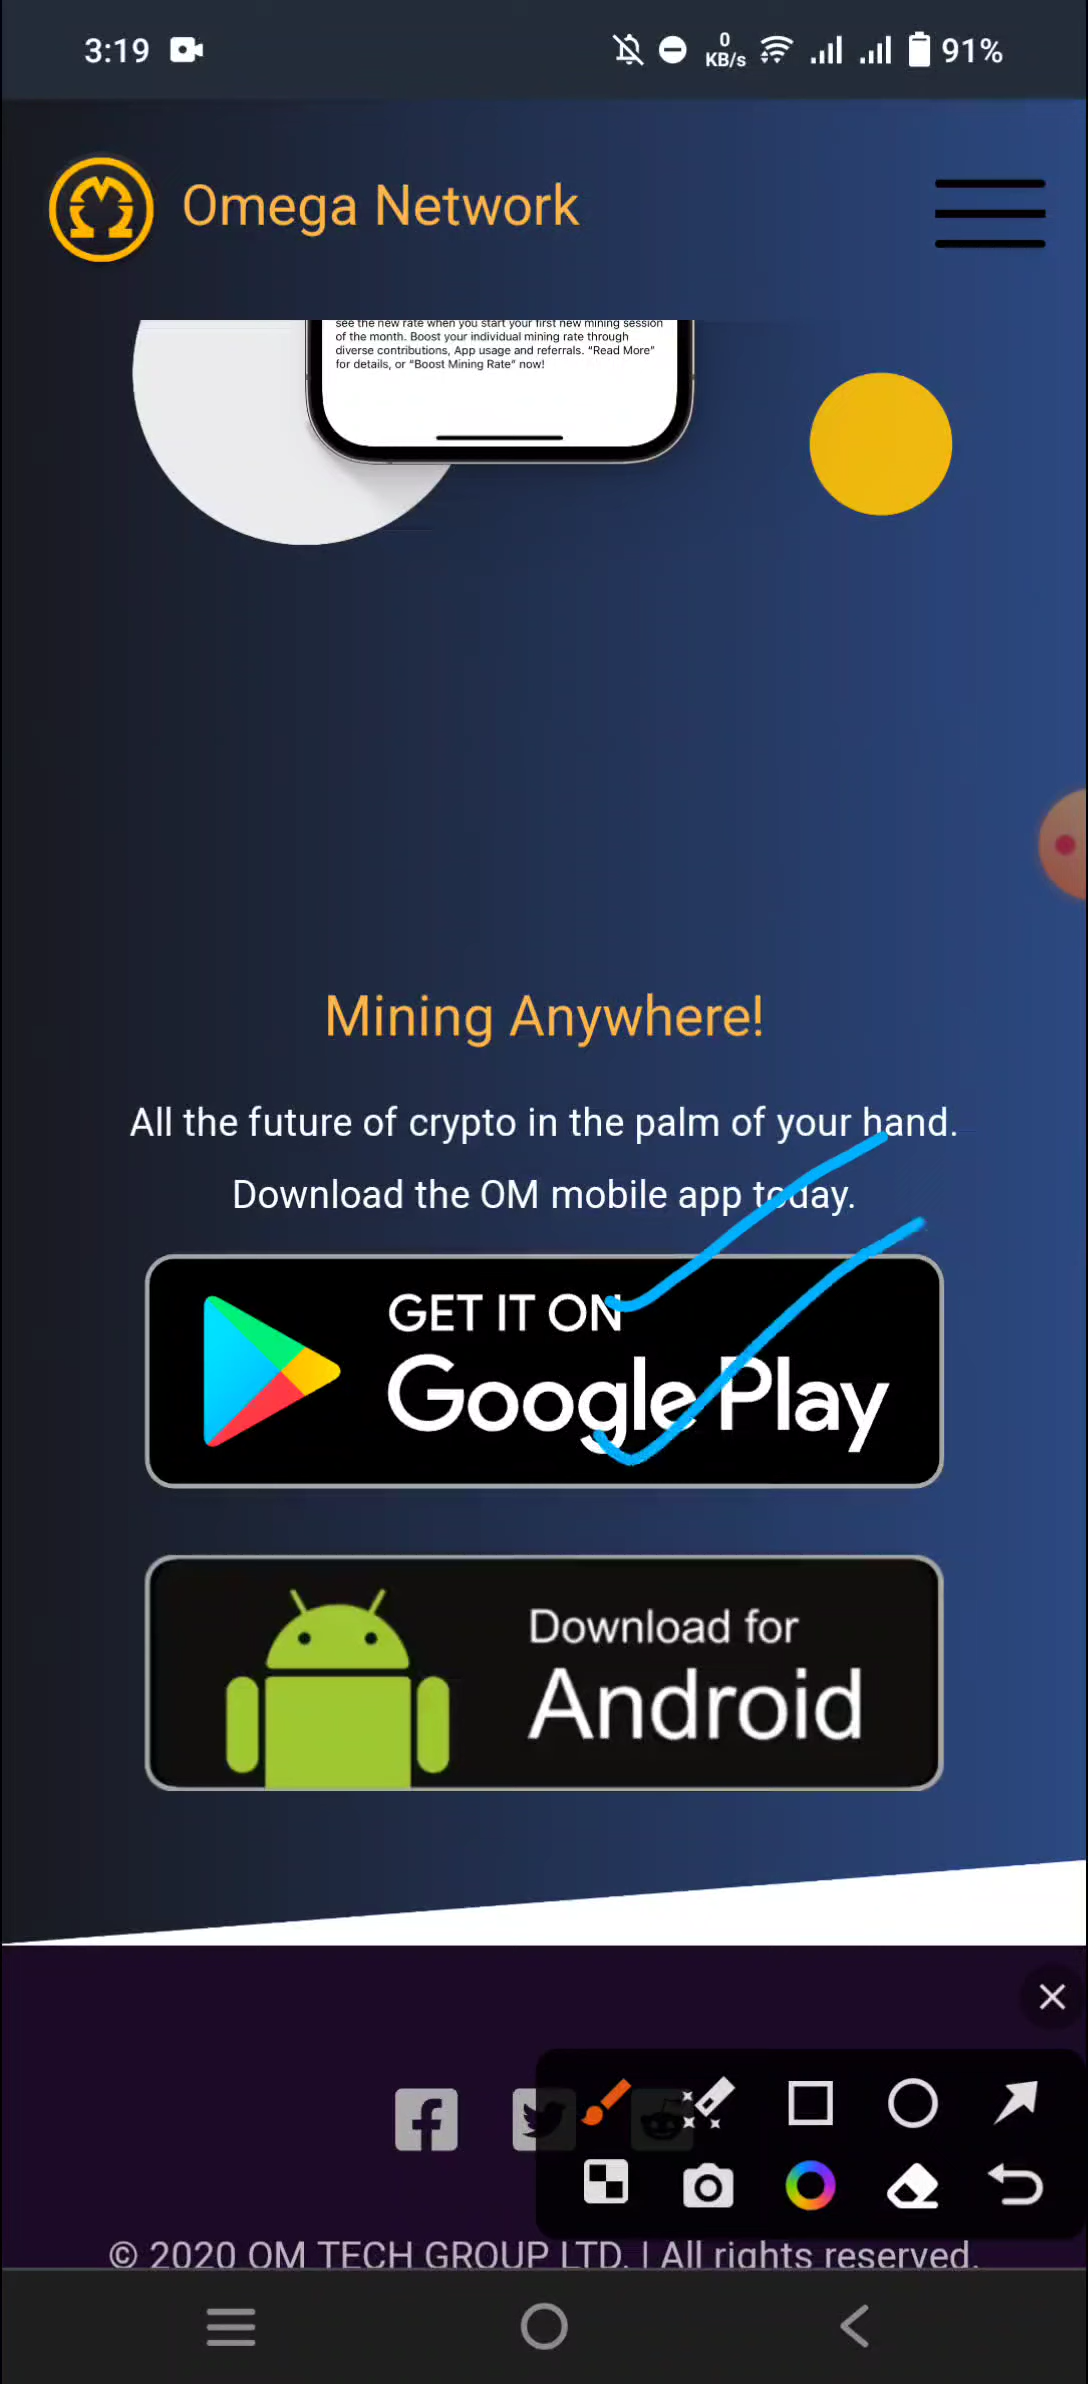 3:19
0
KB/s
91%
Omega Network
see the new rate when you start your first new mining session
of the month. Boost your individual mining rate through
diverse contributions, App usage and referrals. "Read More"
for details, or "Boost Mining Rate" now!
Mining Anywhere!
All the future of crypto in the palm of your hand.
Download the OM mobile app today.
GET IT ON
Google Play
Download for
Android
© 2020 OM TECH GROUP LTD. | All rights reserved.